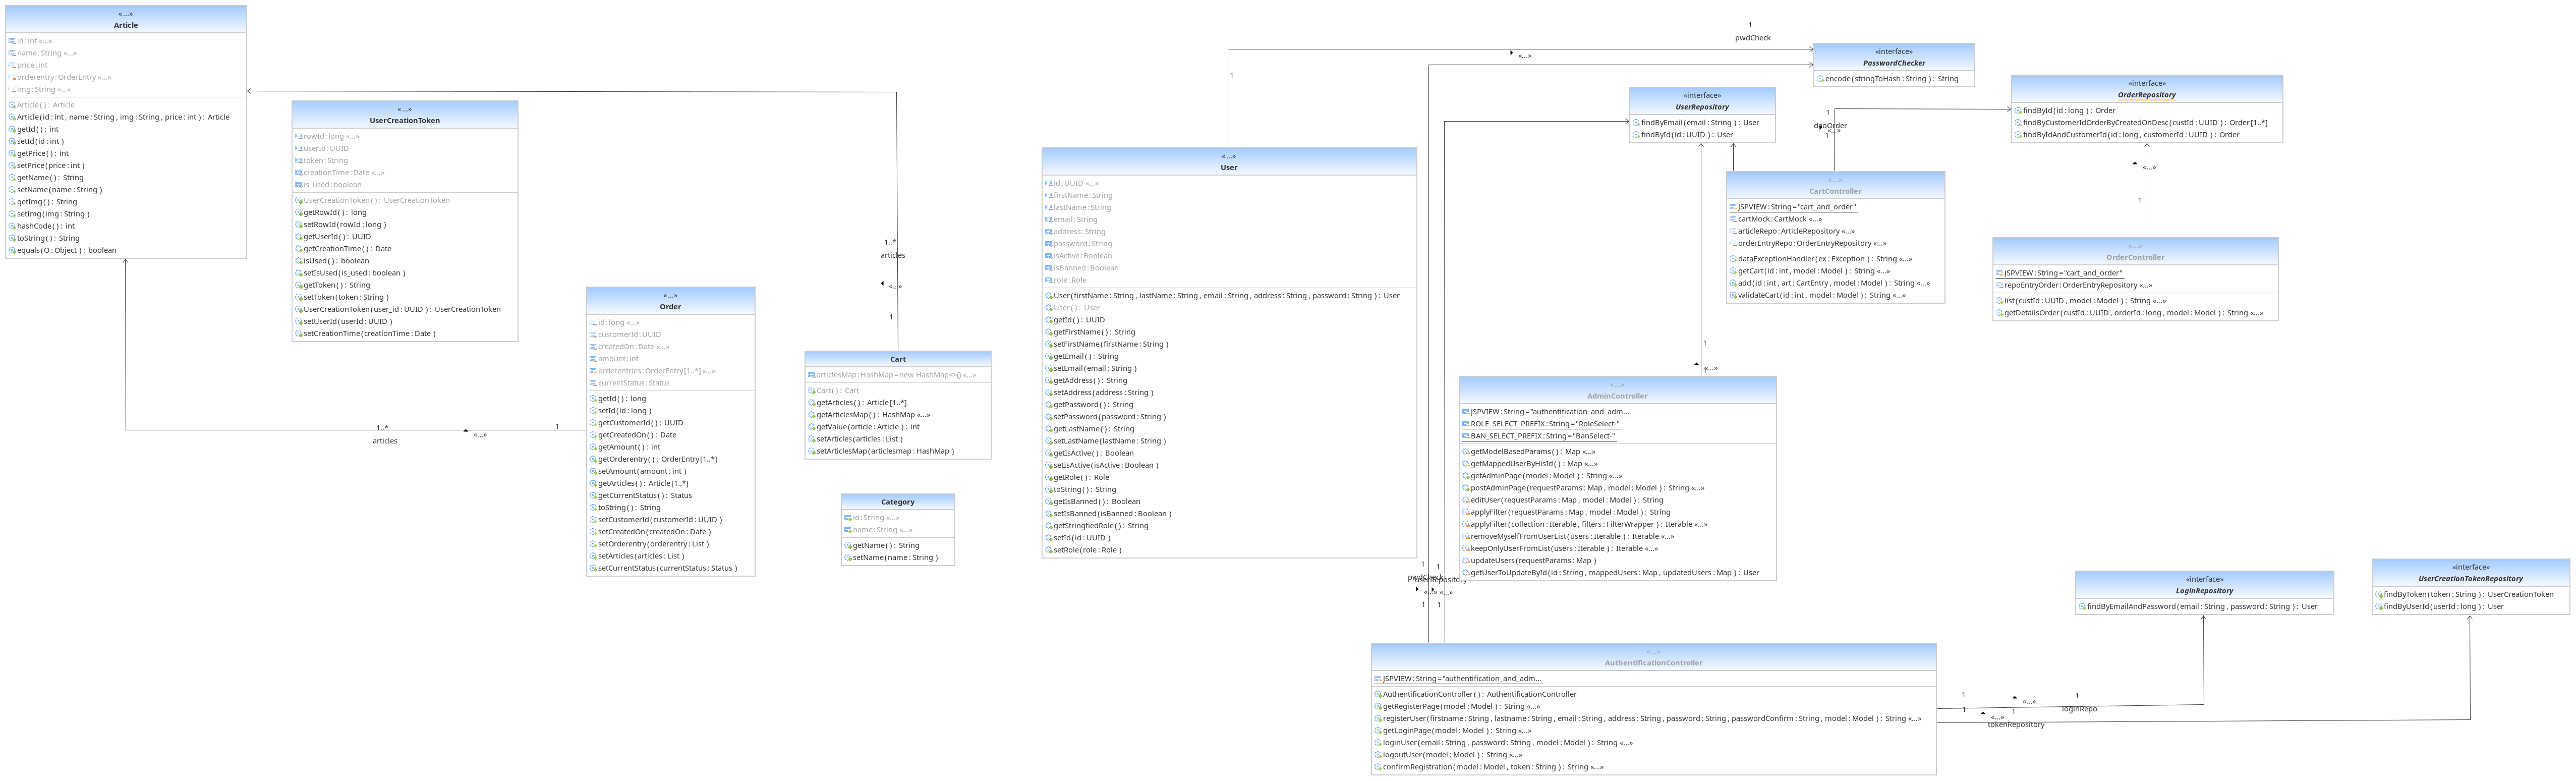 «...»
Article
id : int «...»
name : String «...»
price : int
orderentry : OrderEntry «...»
img : String «...»
Article ( ) : Article
Article ( id : int , name : String , img : String , price : int ) : Article
getId ( ) : int
setId ( id : int )
getPrice ( ) : int
setPrice ( price : int )
getName ( ) : String
setName ( name : String )
getImg ( ) : String
setImg ( img : String )
hashCode ( ) : int
toString ( ) : String
equals ( O : Object ) : boolean
«...»
UserCreationToken
rowId : long «...»
userId : UUID
token : String
creationTime : Date «...»
is_used : boolean
UserCreationToken ( ) : UserCreationToken
getRowId ( ) : long
setRowId ( rowId : long )
getUserId ( ) : UUID
getCreationTime ( ) : Date
isUsed ( ) : boolean
setIsUsed ( is_used : boolean )
getToken ( ) : String
setToken ( token : String )
UserCreationToken ( user_id : UUID ) : UserCreationToken
setUserId ( userId : UUID )
setCreationTime ( creationTime : Date )
«...»
Order
id : long «...»
customerId : UUID
createdOn : Date «...»
amount : int
orderentries : OrderEntry [1..*] «...»
currentStatus : Status
getId ( ) : long
setId ( id : long )
getCustomerId ( ) : UUID
getCreatedOn ( ) : Date
getAmount ( ) : int
getOrderentry ( ) : OrderEntry [1..*]
setAmount ( amount : int )
getArticles ( ) : Article [1..*]
getCurrentStatus ( ) : Status
toString ( ) : String
setCustomerId ( customerId : UUID )
setCreatedOn ( createdOn : Date )
setOrderentry ( orderentry : List )
setArticles ( articles : List )
setCurrentStatus ( currentStatus : Status )
1..*
articles
«...»
1
1..*
articles
«...»
1
Cart
articlesMap : HashMap = new HashMap<>() «...»
Cart ( ) : Cart
getArticles ( ) : Article [1..*]
getArticlesMap ( ) : HashMap «...»
getValue ( article : Article ) : int
setArticles ( articles : List )
setArticlesMap ( articlesmap : HashMap )
Category
id : String «...»
name : String «...»
getName ( ) : String
setName ( name : String )
«...»
User
id : UUID «...»
firstName : String
lastName : String
email : String
address : String
password : String
isActive : Boolean
isBanned : Boolean
role : Role
User ( firstName : String , lastName : String , email : String , address : String , password : String ) : User
User ( ) : User
getId ( ) : UUID
getFirstName ( ) : String
setFirstName ( firstName : String )
getEmail ( ) : String
setEmail ( email : String )
getAddress ( ) : String
setAddress ( address : String )
getPassword ( ) : String
setPassword ( password : String )
getLastName ( ) : String
setLastName ( lastName : String )
getIsActive ( ) : Boolean
setIsActive ( isActive : Boolean )
getRole ( ) : Role
toString ( ) : String
getIsBanned ( ) : Boolean
setIsBanned ( isBanned : Boolean )
getStringfiedRole ( ) : String
setId ( id : UUID )
setRole ( role : Role )
1
pwdCheck
«...»
1
«interface»
PasswordChecker
encode ( stringToHash : String ) : String
«interface»
UserRepository
findByEmail ( email : String ) : User
findById ( id : UUID ) : User
«interface»
OrderRepository
findById ( id : long ) : Order
findByCustomerIdOrderByCreatedOnDesc ( custId : UUID ) : Order [1..*]
findByIdAndCustomerId ( id : long , customerId : UUID ) : Order
1
daoOrder
«...»
1
«...»
1
«...»
CartController
JSPVIEW : String = "cart_and_order"
cartMock : CartMock «...»
articleRepo : ArticleRepository «...»
orderEntryRepo : OrderEntryRepository «...»
dataExceptionHandler ( ex : Exception ) : String «...»
getCart ( id : int , model : Model ) : String «...»
add ( id : int , art : CartEntry , model : Model ) : String «...»
validateCart ( id : int , model : Model ) : String «...»
«...»
OrderController
JSPVIEW : String = "cart_and_order"
repoEntryOrder : OrderEntryRepository «...»
list ( custId : UUID , model : Model ) : String «...»
getDetailsOrder ( custId : UUID , orderId : long , model : Model ) : String «...»
1
«...»
1
«...»
AdminController
JSPVIEW : String = "authentification_and_adm...
ROLE_SELECT_PREFIX : String = "RoleSelect-"
BAN_SELECT_PREFIX : String = "BanSelect-"
getModelBasedParams ( ) : Map «...»
getMappedUserByHisId ( ) : Map «...»
getAdminPage ( model : Model ) : String «...»
postAdminPage ( requestParams : Map , model : Model ) : String «...»
editUser ( requestParams : Map , model : Model ) : String
applyFilter ( requestParams : Map , model : Model ) : String
applyFilter ( collection : Iterable , filters : FilterWrapper ) : Iterable «...»
removeMyselfFromUserList ( users : Iterable ) : Iterable «...»
keepOnlyUserFromList ( users : Iterable ) : Iterable «...»
updateUsers ( requestParams : Map )
getUserToUpdateById ( id : String , mappedUsers : Map , updatedUsers : Map ) : User
1
1
pwdCheck
userRepository
«...»
«...»
1
1
«...»
AuthentificationController
JSPVIEW : String = "authentification_and_adm...
AuthentificationController ( ) : AuthentificationController
getRegisterPage ( model : Model ) : String «...»
registerUser ( firstname : String , lastname : String , email : String , address : String , password : String , passwordConfirm : String , model : Model ) : String «...»
getLoginPage ( model : Model ) : String «...»
loginUser ( email : String , password : String , model : Model ) : String «...»
logoutUser ( model : Model ) : String «...»
confirmRegistration ( model : Model , token : String ) : String «...»
1
«...»
1
loginRepo
1
«...»
1
tokenRepository
«interface»
LoginRepository
findByEmailAndPassword ( email : String , password : String ) : User
«interface»
UserCreationTokenRepository
findByToken ( token : String ) : UserCreationToken
findByUserId ( userId : long ) : User